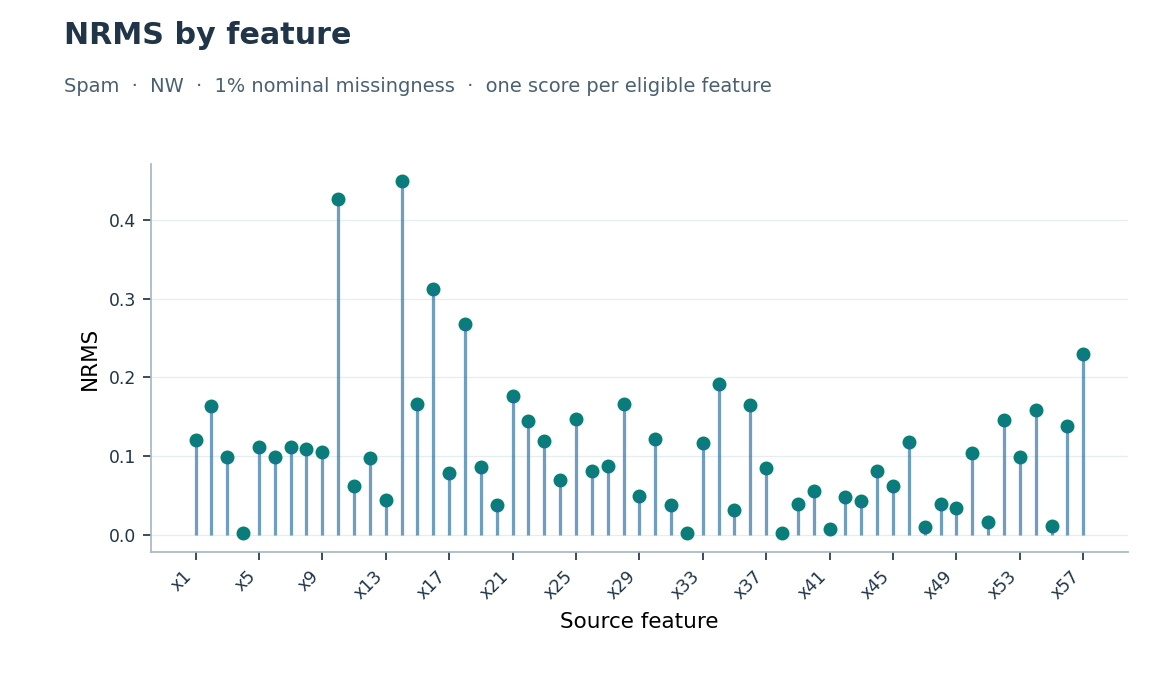 NRMS by feature
Spam · NW · 1% nominal missingness · one score per eligible feature
NRMS
0.4
0.3
0.2
0.1
0.0
x1 x5 x9 x13 x17 x21 x25 x29 x33 x37 x41 x45 x49 x53 x57
Source feature